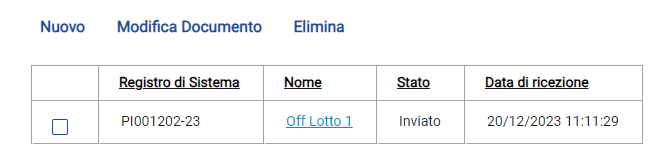 Nuovo Modifica Documento Elimina
Registro di Sistema Nome Stato Data di ricezione
PI001202-23 Off Lotto 1 Inviato 20/12/2023 11:11:29